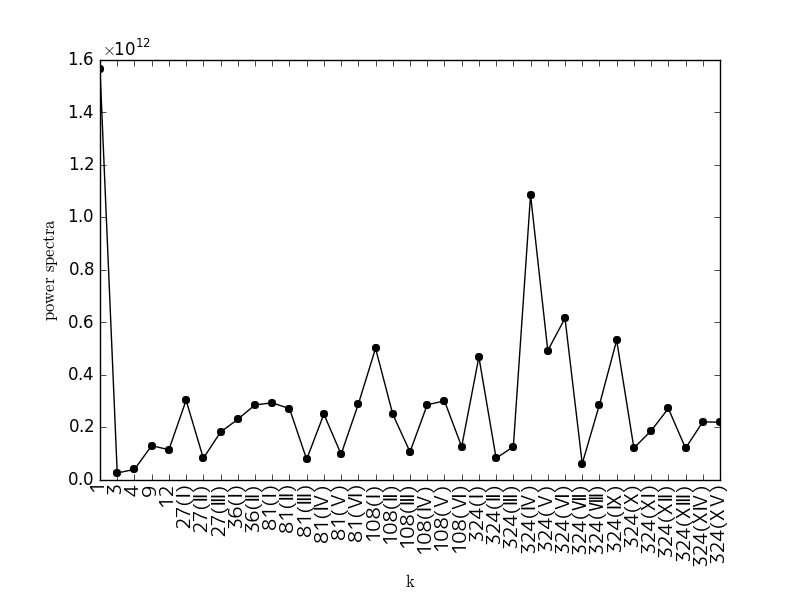 ×10¹²
1.6
1.4
1.2
1.0
0.8
0.6
0.4
0.2
0.0
power spectra
1
3
4
9
12
27(I)
27(II)
27(III)
36(I)
36(II)
81(I)
81(II)
81(III)
81(IV)
81(V)
81(VI)
108(I)
108(II)
108(III)
108(IV)
108(V)
108(VI)
324(I)
324(II)
324(III)
324(IV)
324(V)
324(VI)
324(VII)
324(VIII)
324(IX)
324(X)
324(XI)
324(XII)
324(XIII)
324(XIV)
324(XV)
k